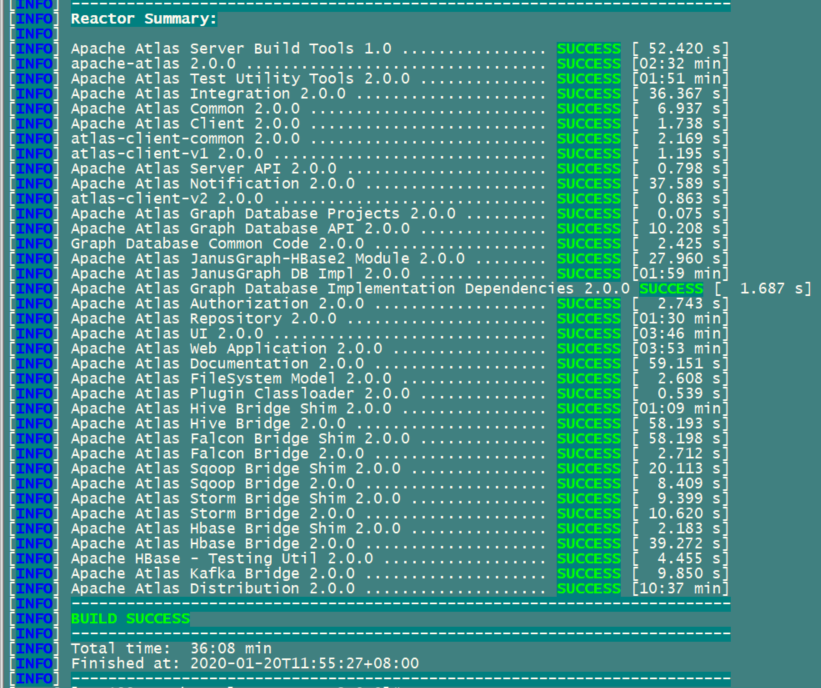 [INFO] ------------------------------------------------------------------------
[INFO] Reactor Summary:
[INFO]
[INFO] Apache Atlas Server Build Tools 1.0 ................ SUCCESS [ 52.420 s]
[INFO] apache-atlas 2.0.0 ................................. SUCCESS [02:32 min]
[INFO] Apache Atlas Test Utility Tools 2.0.0 .............. SUCCESS [01:51 min]
[INFO] Apache Atlas Integration 2.0.0 ..................... SUCCESS [ 36.367 s]
[INFO] Apache Atlas Common 2.0.0 .......................... SUCCESS [  6.937 s]
[INFO] Apache Atlas Client 2.0.0 .......................... SUCCESS [  1.738 s]
[INFO] atlas-client-common 2.0.0 .......................... SUCCESS [  2.169 s]
[INFO] atlas-client-v1 2.0.0 .............................. SUCCESS [  1.195 s]
[INFO] Apache Atlas Server API 2.0.0 ...................... SUCCESS [  0.798 s]
[INFO] Apache Atlas Notification 2.0.0 .................... SUCCESS [ 37.589 s]
[INFO] atlas-client-v2 2.0.0 .............................. SUCCESS [  0.863 s]
[INFO] Apache Atlas Graph Database Projects 2.0.0 ......... SUCCESS [  0.075 s]
[INFO] Apache Atlas Graph Database API 2.0.0 .............. SUCCESS [ 10.208 s]
[INFO] Graph Database Common Code 2.0.0 ................... SUCCESS [  2.425 s]
[INFO] Apache Atlas JanusGraph-HBase2 Module 2.0.0 ........ SUCCESS [ 27.960 s]
[INFO] Apache Atlas JanusGraph DB Impl 2.0.0 .............. SUCCESS [01:59 min]
[INFO] Apache Atlas Graph Database Implementation Dependencies 2.0.0 SUCCESS [  1.687 s]
[INFO] Apache Atlas Authorization 2.0.0 ................... SUCCESS [  2.743 s]
[INFO] Apache Atlas Repository 2.0.0 ...................... SUCCESS [01:30 min]
[INFO] Apache Atlas UI 2.0.0 .............................. SUCCESS [03:46 min]
[INFO] Apache Atlas Web Application 2.0.0 ................. SUCCESS [03:53 min]
[INFO] Apache Atlas Documentation 2.0.0 ................... SUCCESS [ 59.151 s]
[INFO] Apache Atlas FileSystem Model 2.0.0 ................ SUCCESS [  2.608 s]
[INFO] Apache Atlas Plugin Classloader 2.0.0 .............. SUCCESS [  0.539 s]
[INFO] Apache Atlas Hive Bridge Shim 2.0.0 ................ SUCCESS [01:09 min]
[INFO] Apache Atlas Hive Bridge 2.0.0 ..................... SUCCESS [ 58.193 s]
[INFO] Apache Atlas Falcon Bridge Shim 2.0.0 .............. SUCCESS [ 58.198 s]
[INFO] Apache Atlas Falcon Bridge 2.0.0 ................... SUCCESS [  2.712 s]
[INFO] Apache Atlas Sqoop Bridge Shim 2.0.0 ............... SUCCESS [ 20.113 s]
[INFO] Apache Atlas Sqoop Bridge 2.0.0 .................... SUCCESS [  8.409 s]
[INFO] Apache Atlas Storm Bridge Shim 2.0.0 ............... SUCCESS [  9.399 s]
[INFO] Apache Atlas Storm Bridge 2.0.0 .................... SUCCESS [ 10.620 s]
[INFO] Apache Atlas Hbase Bridge Shim 2.0.0 ............... SUCCESS [  2.183 s]
[INFO] Apache Atlas Hbase Bridge 2.0.0 .................... SUCCESS [ 39.272 s]
[INFO] Apache HBase - Testing Util 2.0.0 .................. SUCCESS [  4.455 s]
[INFO] Apache Atlas Kafka Bridge 2.0.0 .................... SUCCESS [  9.850 s]
[INFO] Apache Atlas Distribution 2.0.0 .................... SUCCESS [10:37 min]
[INFO] ------------------------------------------------------------------------
[INFO] BUILD SUCCESS
[INFO] ------------------------------------------------------------------------
[INFO] Total time:  36:08 min
[INFO] Finished at: 2020-01-20T11:55:27+08:00
[INFO] ------------------------------------------------------------------------